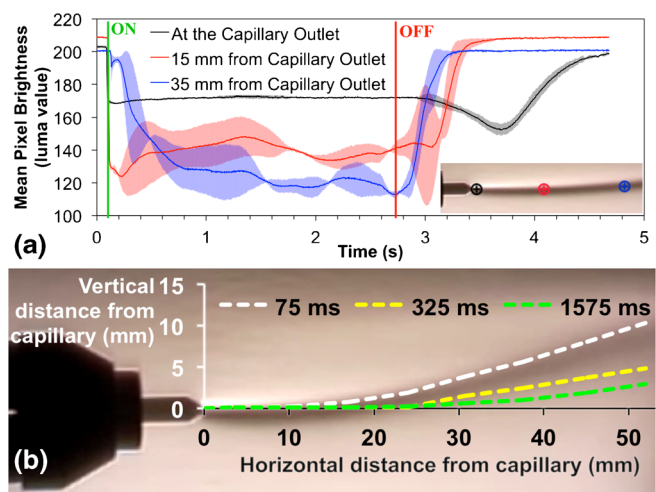 ON
OFF
At the Capillary Outlet
15 mm from Capillary Outlet
35 mm from Capillary Outlet
Mean Pixel Brightness
(luma value)
220
200
180
160
140
120
100
0
1
2
3
4
5
Time (s)
(a)
Vertical
distance from
capillary (mm)
15
10
5
0
75 ms
325 ms
1575 ms
0
10
20
30
40
50
Horizontal distance from capillary (mm)
(b)